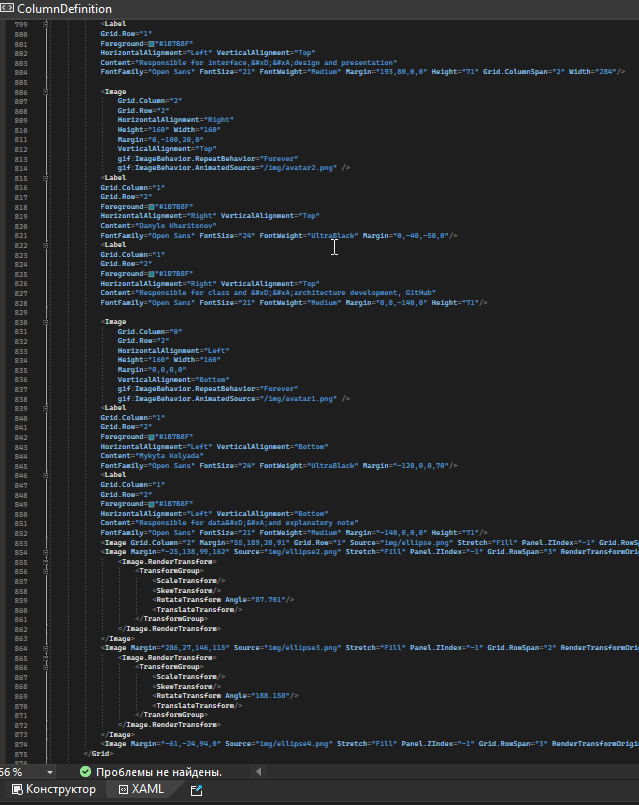 ColumnDefinition
799 <Label
800 Grid.Row="1"
801 Foreground="#1B7B8F"
802 HorizontalAlignment="Left" VerticalAlignment="Top"
803 Content="Responsible for interface,&#xD;&#xA;design and presentation"
804 FontFamily="Open Sans" FontSize="21" FontWeight="Medium" Margin="193,80,0,0" Height="71" Grid.ColumnSpan="2" Width="284"/>
805
806 <Image
807 Grid.Column="2"
808 Grid.Row="2"
809 HorizontalAlignment="Right"
810 Height="160" Width="160"
811 Margin="0,-100,20,0"
812 VerticalAlignment="Top"
813 gif:ImageBehavior.RepeatBehavior="Forever"
814 gif:ImageBehavior.AnimatedSource="/img/avatar2.png" />
815 <Label
816 Grid.Column="1"
817 Grid.Row="2"
818 Foreground="#1B7B8F"
819 HorizontalAlignment="Right" VerticalAlignment="Top"
820 Content="Danylo Kharitonov"
821 FontFamily="Open Sans" FontSize="24" FontWeight="UltraBlack" Margin="0,-40,-50,0"/>
822 <Label
823 Grid.Column="1"
824 Grid.Row="2"
825 Foreground="#1B7B8F"
826 HorizontalAlignment="Right" VerticalAlignment="Top"
827 Content="Responsible for class and &#xD;&#xA;architecture development, GitHub"
828 FontFamily="Open Sans" FontSize="21" FontWeight="Medium" Margin="0,0,-140,0" Height="71"/>
829
830 <Image
831 Grid.Column="0"
832 Grid.Row="2"
833 HorizontalAlignment="Left"
834 Height="160" Width="160"
835 Margin="0,0,0,0"
836 VerticalAlignment="Bottom"
837 gif:ImageBehavior.RepeatBehavior="Forever"
838 gif:ImageBehavior.AnimatedSource="/img/avatar1.png" />
839 <Label
840 Grid.Column="1"
841 Grid.Row="2"
842 Foreground="#1B7B8F"
843 HorizontalAlignment="Left" VerticalAlignment="Bottom"
844 Content="Mykyta Kolyada"
845 FontFamily="Open Sans" FontSize="24" FontWeight="UltraBlack" Margin="-120,0,0,70"/>
846 <Label
847 Grid.Column="1"
848 Grid.Row="2"
849 Foreground="#1B7B8F"
850 HorizontalAlignment="Left" VerticalAlignment="Bottom"
851 Content="Responsible for data&#xD;&#xA;and explanatory note"
852 FontFamily="Open Sans" FontSize="21" FontWeight="Medium" Margin="-140,0,0,0" Height="71"/>
853 <Image Grid.Column="2" Margin="55,189,20,91" Grid.Row="1" Source="img/ellipse.png" Stretch="Fill" Panel.ZIndex="-1" Grid.RowSp
854 <Image Margin="-25,138,99,162" Source="img/ellipse2.png" Stretch="Fill" Panel.ZIndex="-1" Grid.RowSpan="3" RenderTransformOri
855 <Image.RenderTransform>
856 <TransformGroup>
857 <ScaleTransform/>
858 <SkewTransform/>
859 <RotateTransform Angle="87.701"/>
860 <TranslateTransform/>
861 </TransformGroup>
862 </Image.RenderTransform>
863 </Image>
864 <Image Margin="286,27,146,115" Source="img/ellipse3.png" Stretch="Fill" Panel.ZIndex="-1" Grid.RowSpan="2" RenderTransformOri
865 <Image.RenderTransform>
866 <TransformGroup>
867 <ScaleTransform/>
868 <SkewTransform/>
869 <RotateTransform Angle="188.158"/>
870 <TranslateTransform/>
871 </TransformGroup>
872 </Image.RenderTransform>
873 </Image>
874 <Image Margin="-61,-24,94,0" Source="img/ellipse4.png" Stretch="Fill" Panel.ZIndex="-1" Grid.RowSpan="3" RenderTransformOrigin
875 </Grid>
56 % Проблемы не найдены.
Конструктор XAML